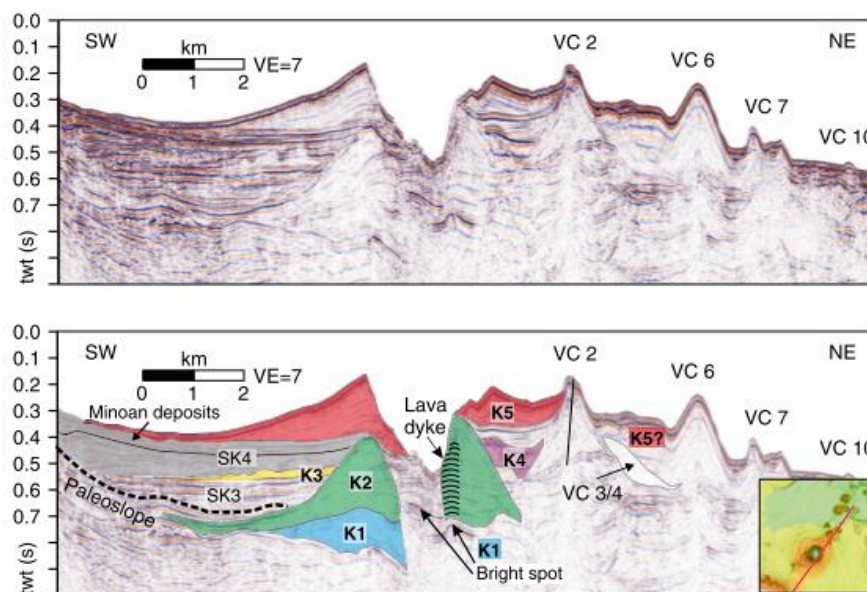 0.0
SW
km
VE=7
0 1 2
VC 2
VC 6
NE
VC 7
VC 10
0.1
0.2
0.3
0.4
0.5
0.6
0.7
twt (s)
0.0
SW
km
VE=7
0 1 2
VC 2
VC 6
NE
VC 7
VC 10
0.1
0.2
0.3
0.4
0.5
0.6
0.7
twt (s)
Minoan deposits
SK4
K3
SK3
K2
Paleoslope
K1
Lava
dyke
K5
K4
K5?
VC 3/4
K1
Bright spot